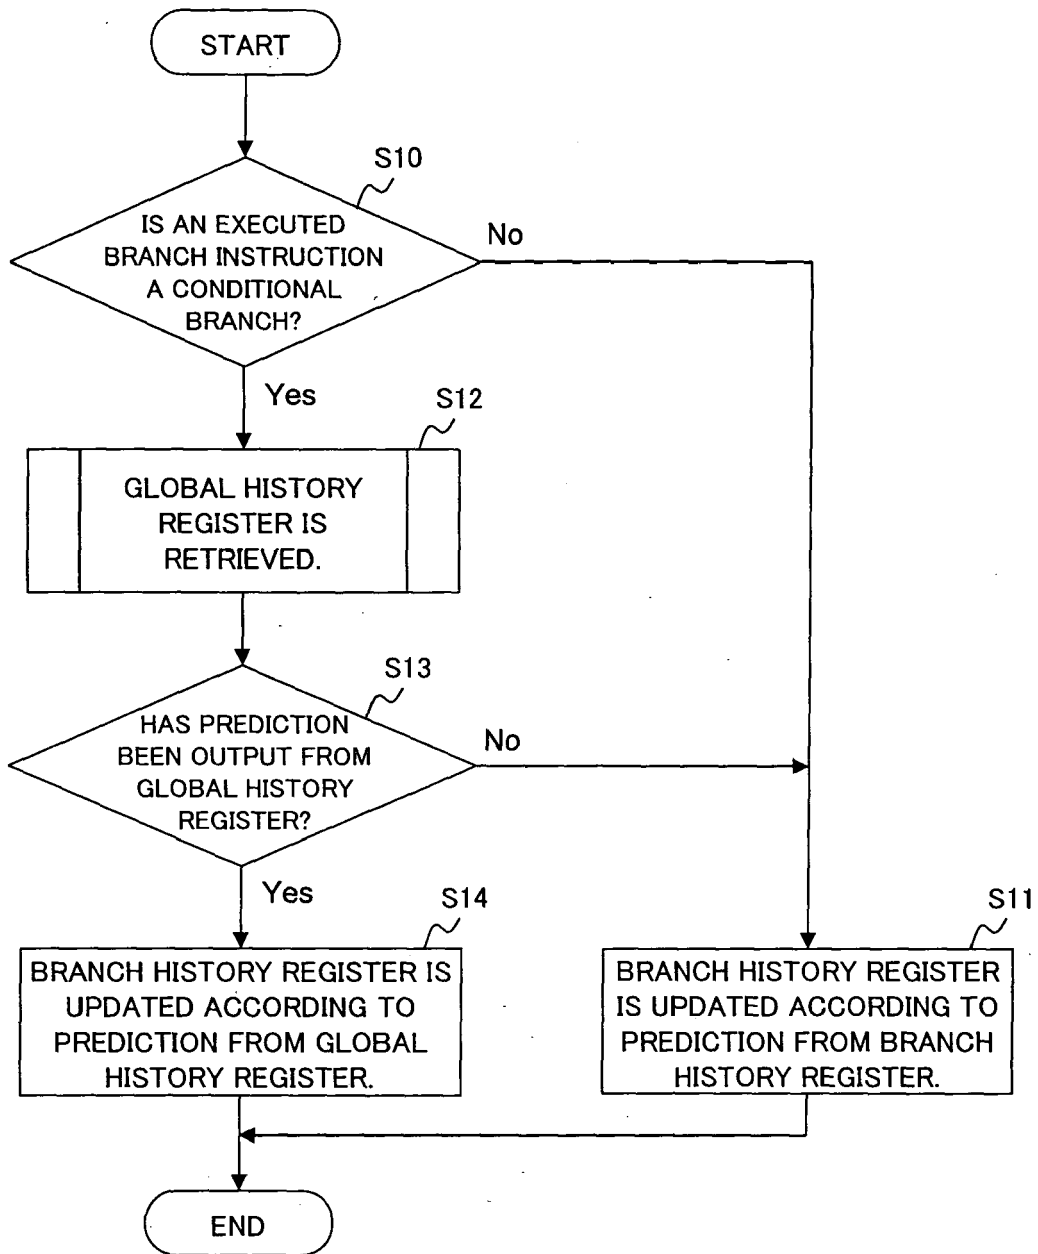 START
S10
IS AN EXECUTED
BRANCH INSTRUCTION
A CONDITIONAL
BRANCH?
No
Yes
S12
GLOBAL HISTORY
REGISTER IS
RETRIEVED.
S13
HAS PREDICTION
BEEN OUTPUT FROM
GLOBAL HISTORY
REGISTER?
No
Yes
S14
BRANCH HISTORY REGISTER IS
UPDATED ACCORDING TO
PREDICTION FROM GLOBAL
HISTORY REGISTER.
S11
BRANCH HISTORY REGISTER
IS UPDATED ACCORDING TO
PREDICTION FROM BRANCH
HISTORY REGISTER.
END